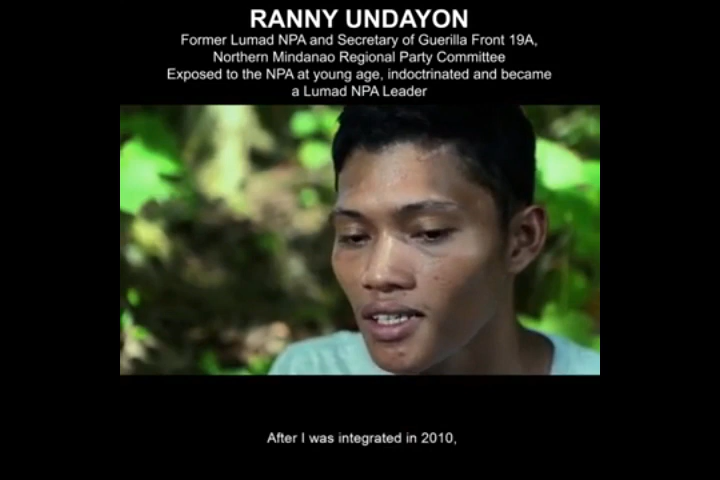 RANNY UNDAYON
Former Lumad NPA and Secretary of Guerilla Front 19A,
Northern Mindanao Regional Party Committee
Exposed to the NPA at young age, indoctrinated and became
a Lumad NPA Leader
After I was integrated in 2010,